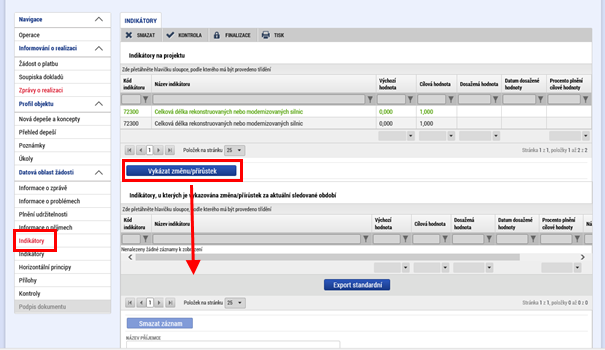 Navigace
Operace
Informování o realizaci
Žádost o platbu
Soupiska dokladů
Zprávy o realizaci
Profil objektu
Nová depeše a koncepty
Přehled depeší
Poznámky
Úkoly
Datová oblast žádosti
Informace o zprávě
Informace o problémech
Plnění udržitelnosti
Informace o příjmech
Indikátory
Indikátory
Horizontální principy
Přílohy
Kontroly
Podpis dokumentu
INDIKÁTORY
SMAZAT KONTROLA FINALIZACE TISK
Indikátory na projektu
Zde přetáhněte hlavičku sloupce, podle kterého má být provedeno třídění
Kód indikátoru Název indikátoru Výchozí hodnota Cílová hodnota Dosažená hodnota Datum dosažené hodnoty Procento plnění cílové hodnoty
72300 Celková délka rekonstruovaných nebo modernizovaných silnic 0,000 1,000
72300 Celková délka rekonstruovaných nebo modernizovaných silnic 0,000 1,000
1 Položek na stránku 25 Stránka 1 z 1, položky 1 až 2 z 2
Vykázat změnu/přírůstek
Indikátory, u kterých je vykazována změna/přírůstek za aktuální sledované období
Zde přetáhněte hlavičku sloupce, podle kterého má být provedeno třídění
Kód indikátoru Název indikátoru Výchozí hodnota Cílová hodnota Dosažená hodnota Datum dosažené hodnoty Procento plnění cílové hodnoty
Nenalezeny žádné záznamy k zobrazení
Export standardní
1 Položek na stránku 25 Stránka 1 z 1, položky 0 až 0 z 0
Smazat záznam
NÁZEV PŘÍJEMCE